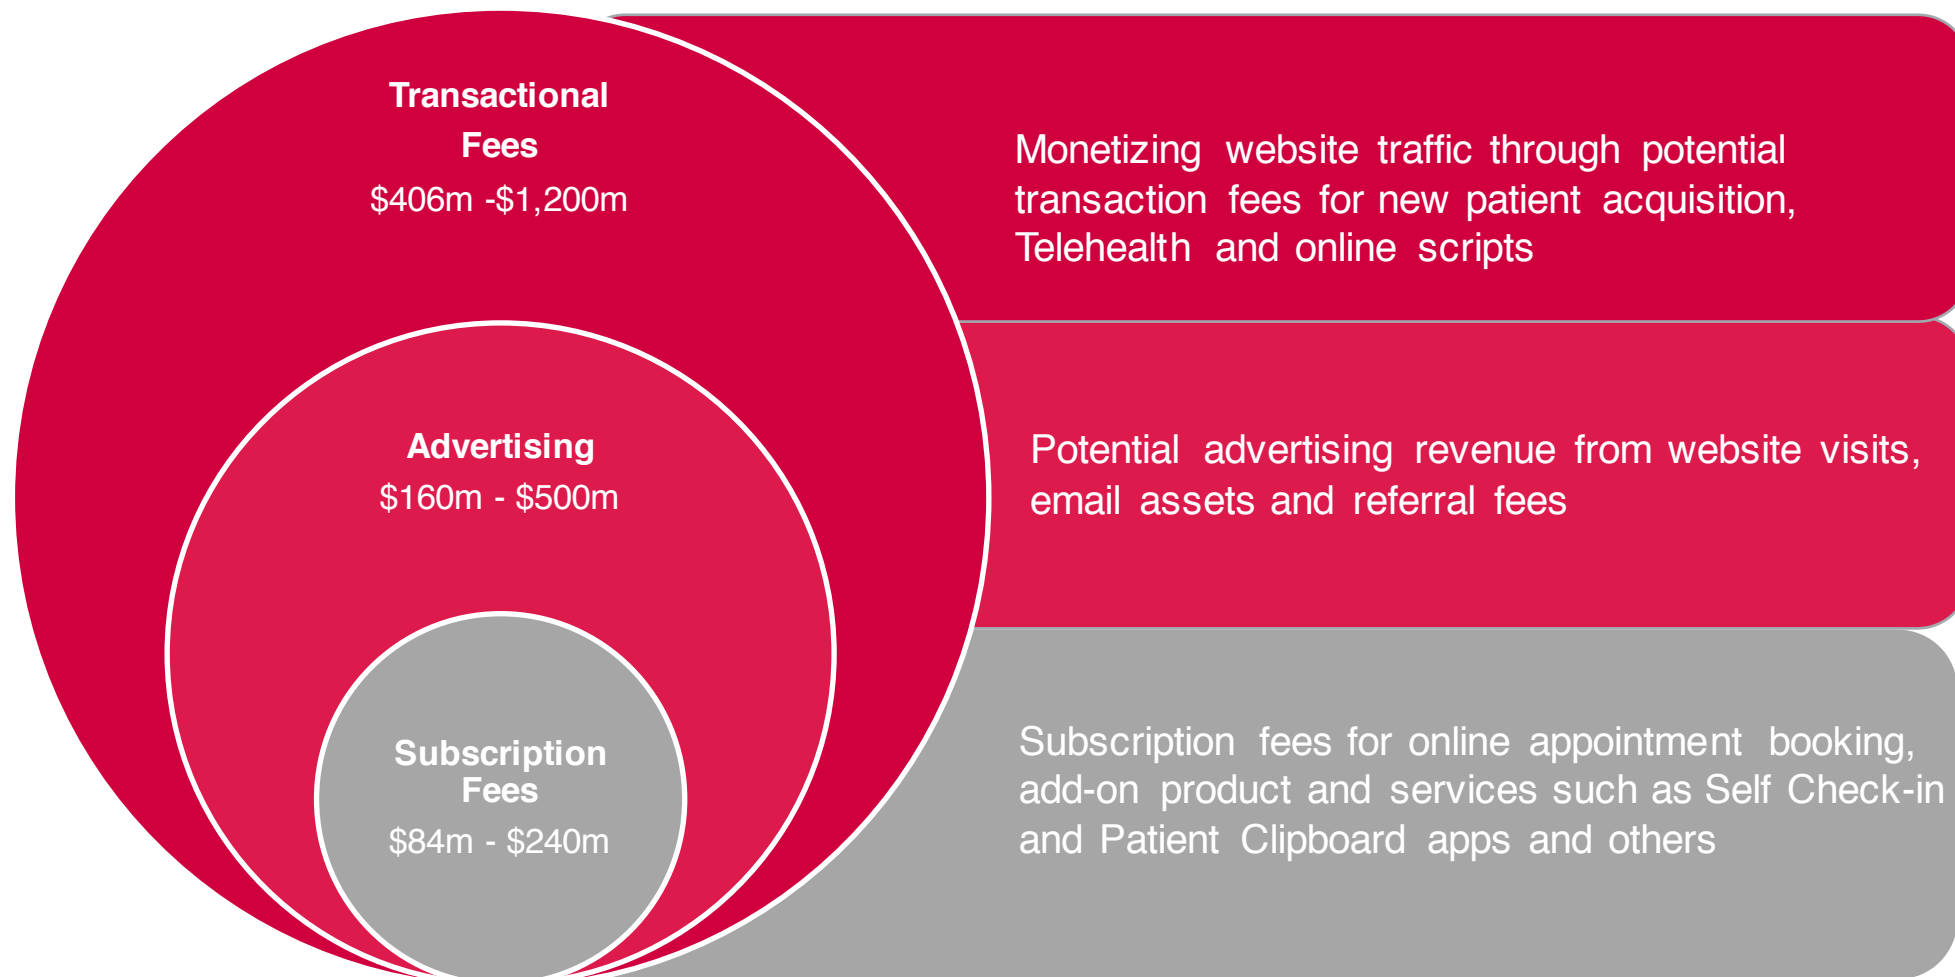 Transactional
Fees
$406m -$1,200m
Monetizing website traffic through potential
transaction fees for new patient acquisition,
Telehealth and online scripts
Advertising
$160m - $500m
Potential advertising revenue from website visits,
email assets and referral fees
Subscription
Fees
$84m - $240m
Subscription fees for online appointment booking,
add-on product and services such as Self Check-in
and Patient Clipboard apps and others